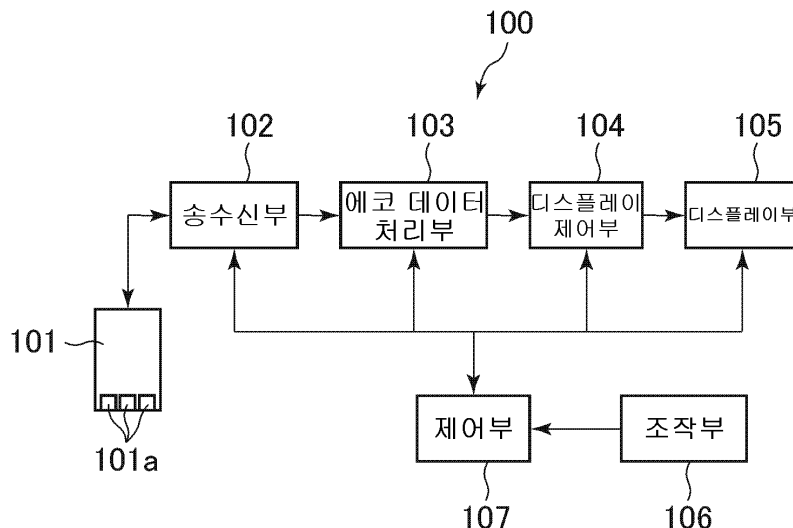 100
102
103
104
105
송수신부
에코 데이터
처리부
디스플레이
제어부
디스플레이부
101
101a
제어부
조작부
107
106